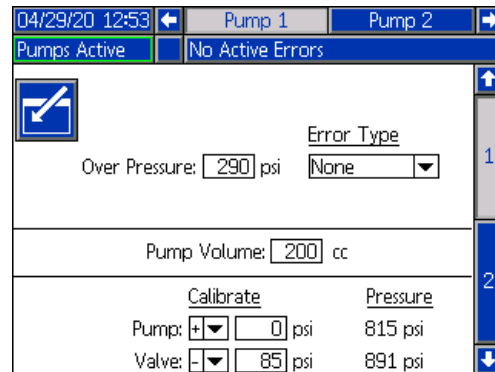 04/29/20 12:53 Pump 1 Pump 2
Pumps Active No Active Errors
Error Type
Over Pressure: 290 psi None
1
Pump Volume: 200 cc
2
Calibrate Pressure
Pump: + 0 psi 815 psi
Valve: - 85 psi 891 psi